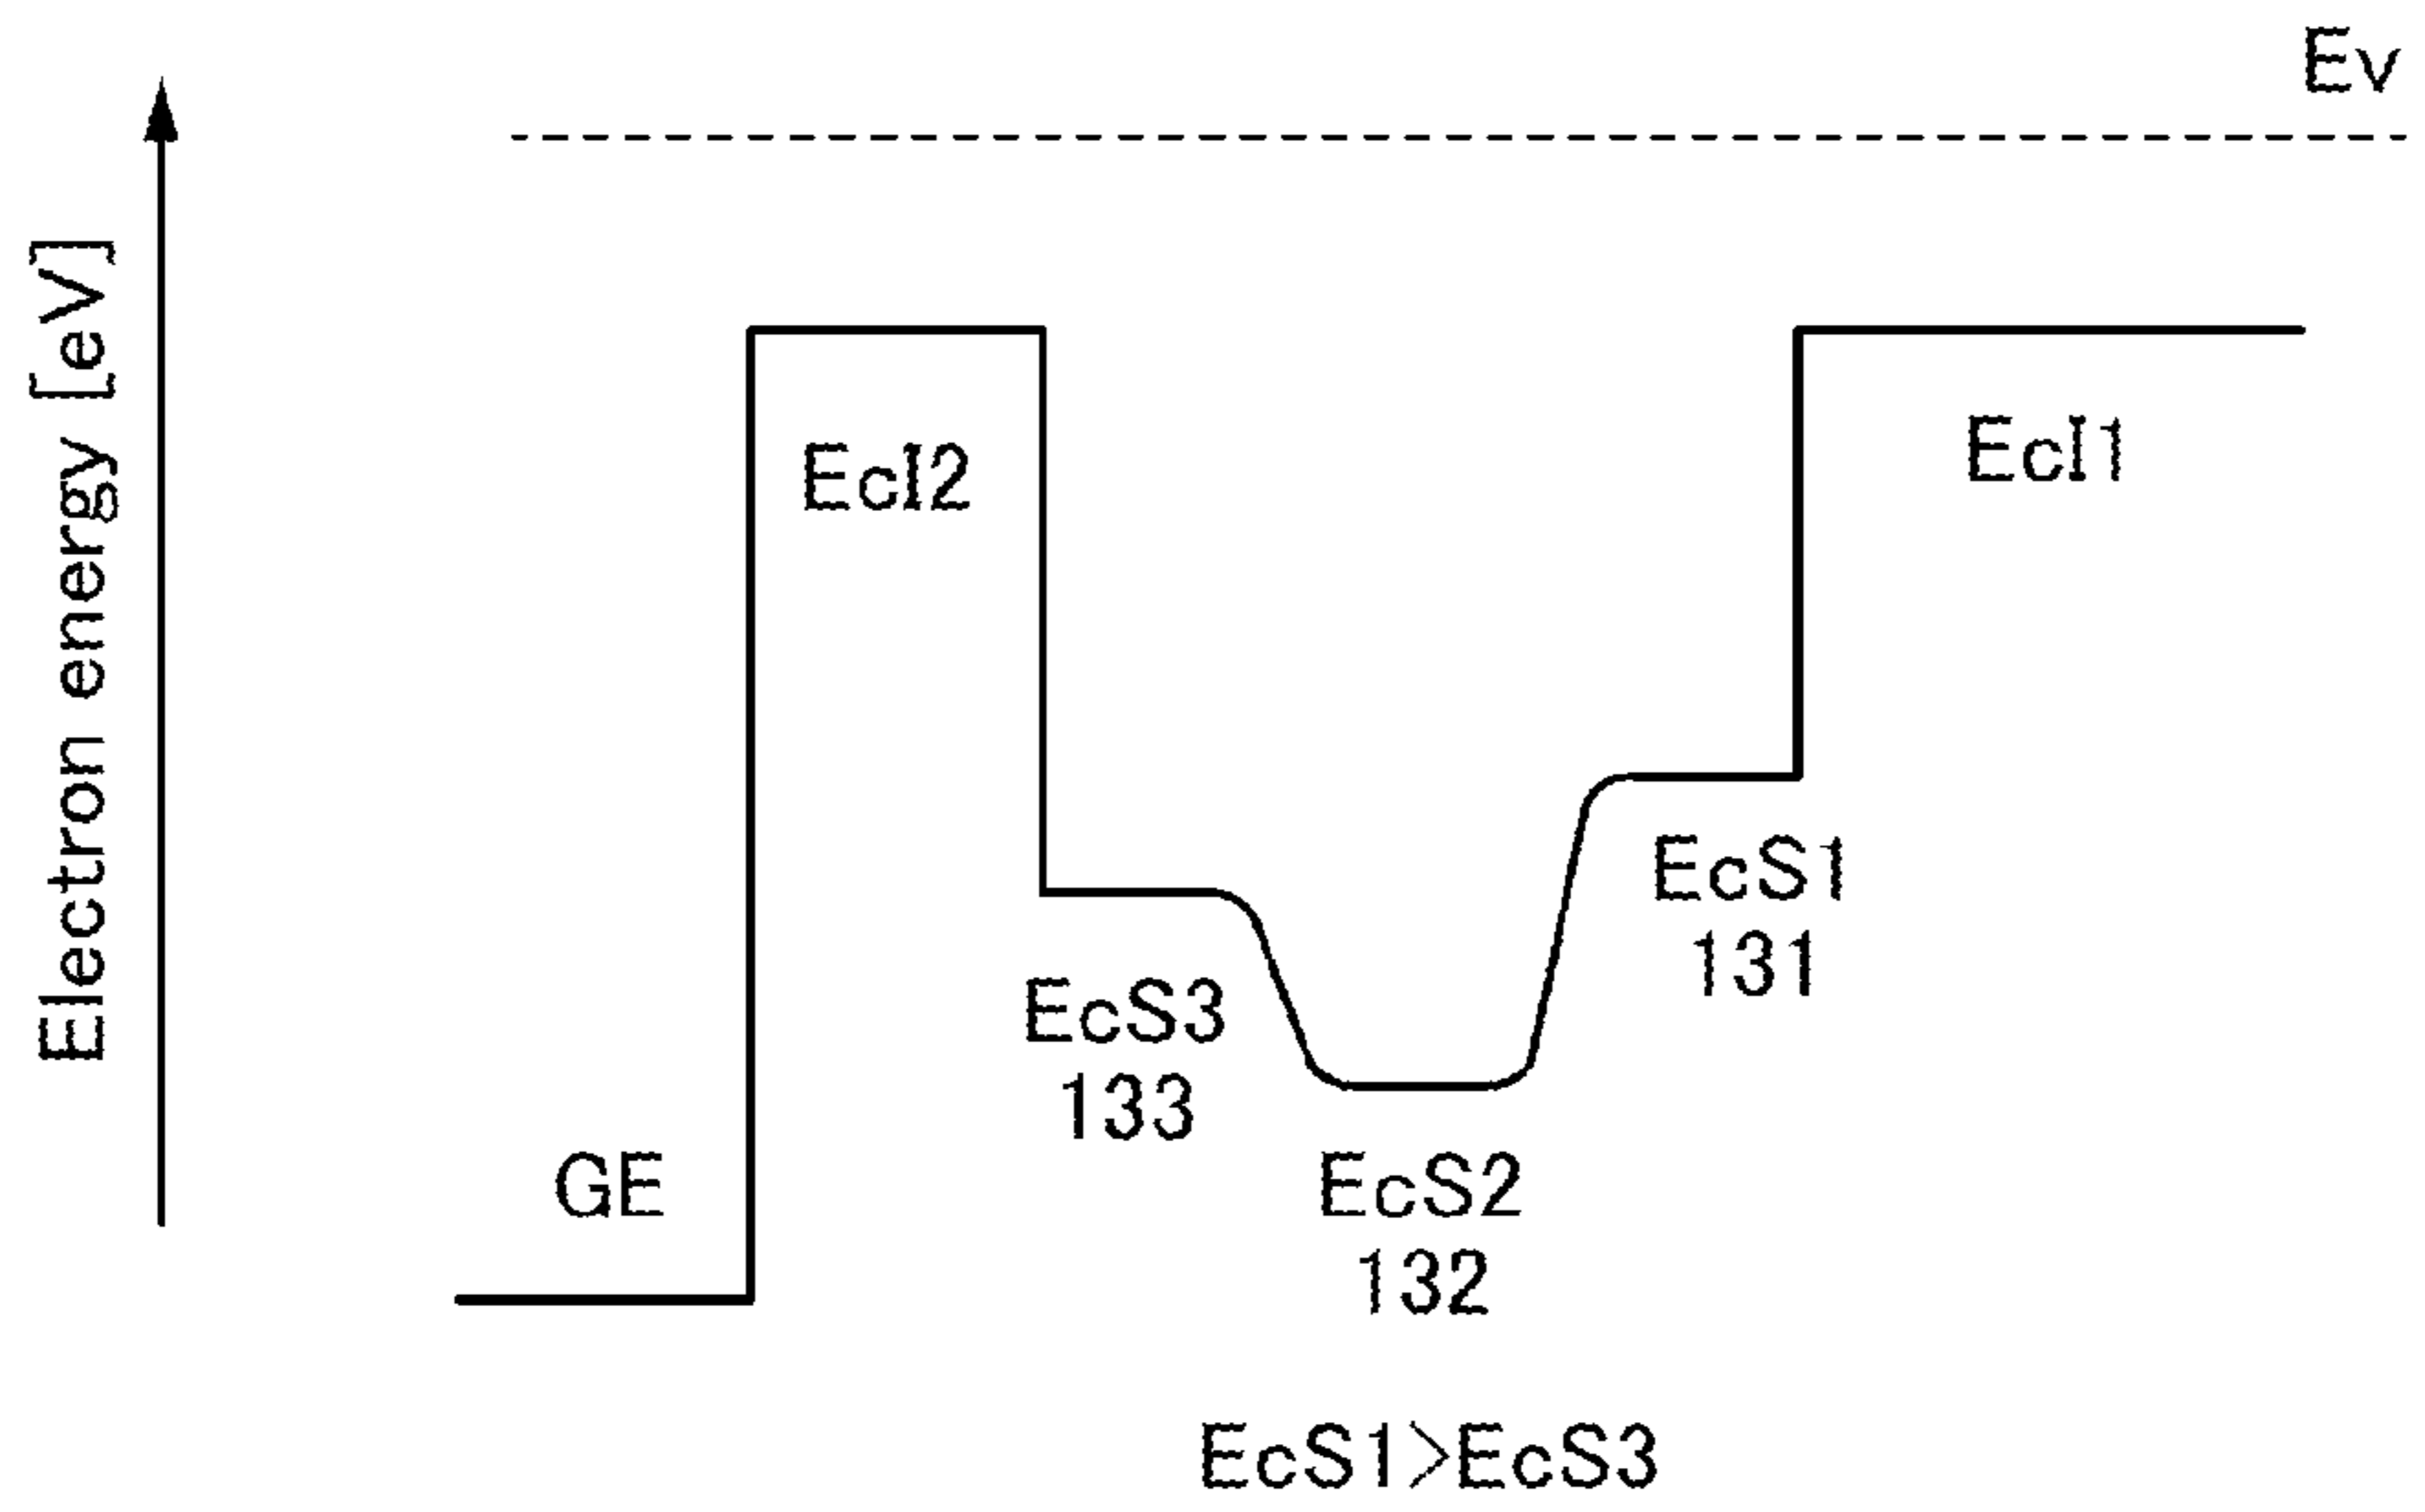 Ev
Electron energy [eV]
EcI2
EcI1
EcS1
131
EcS3
133
GE
EcS2
132
EcS1>EcS3